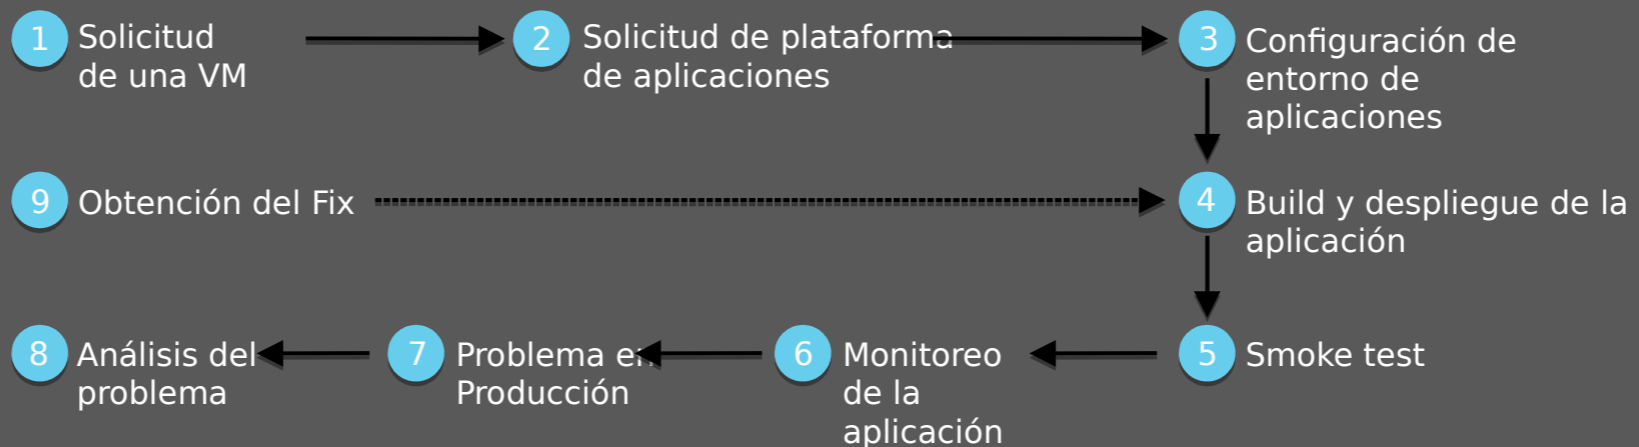 1 Solicitud
de una VM
2 Solicitud de plataforma
de aplicaciones
3 Configuración de
entorno de
aplicaciones
9 Obtención del Fix
4 Build y despliegue de la
aplicación
8 Análisis del
problema
7 Problema en
Producción
6 Monitoreo
de la
aplicación
5 Smoke test